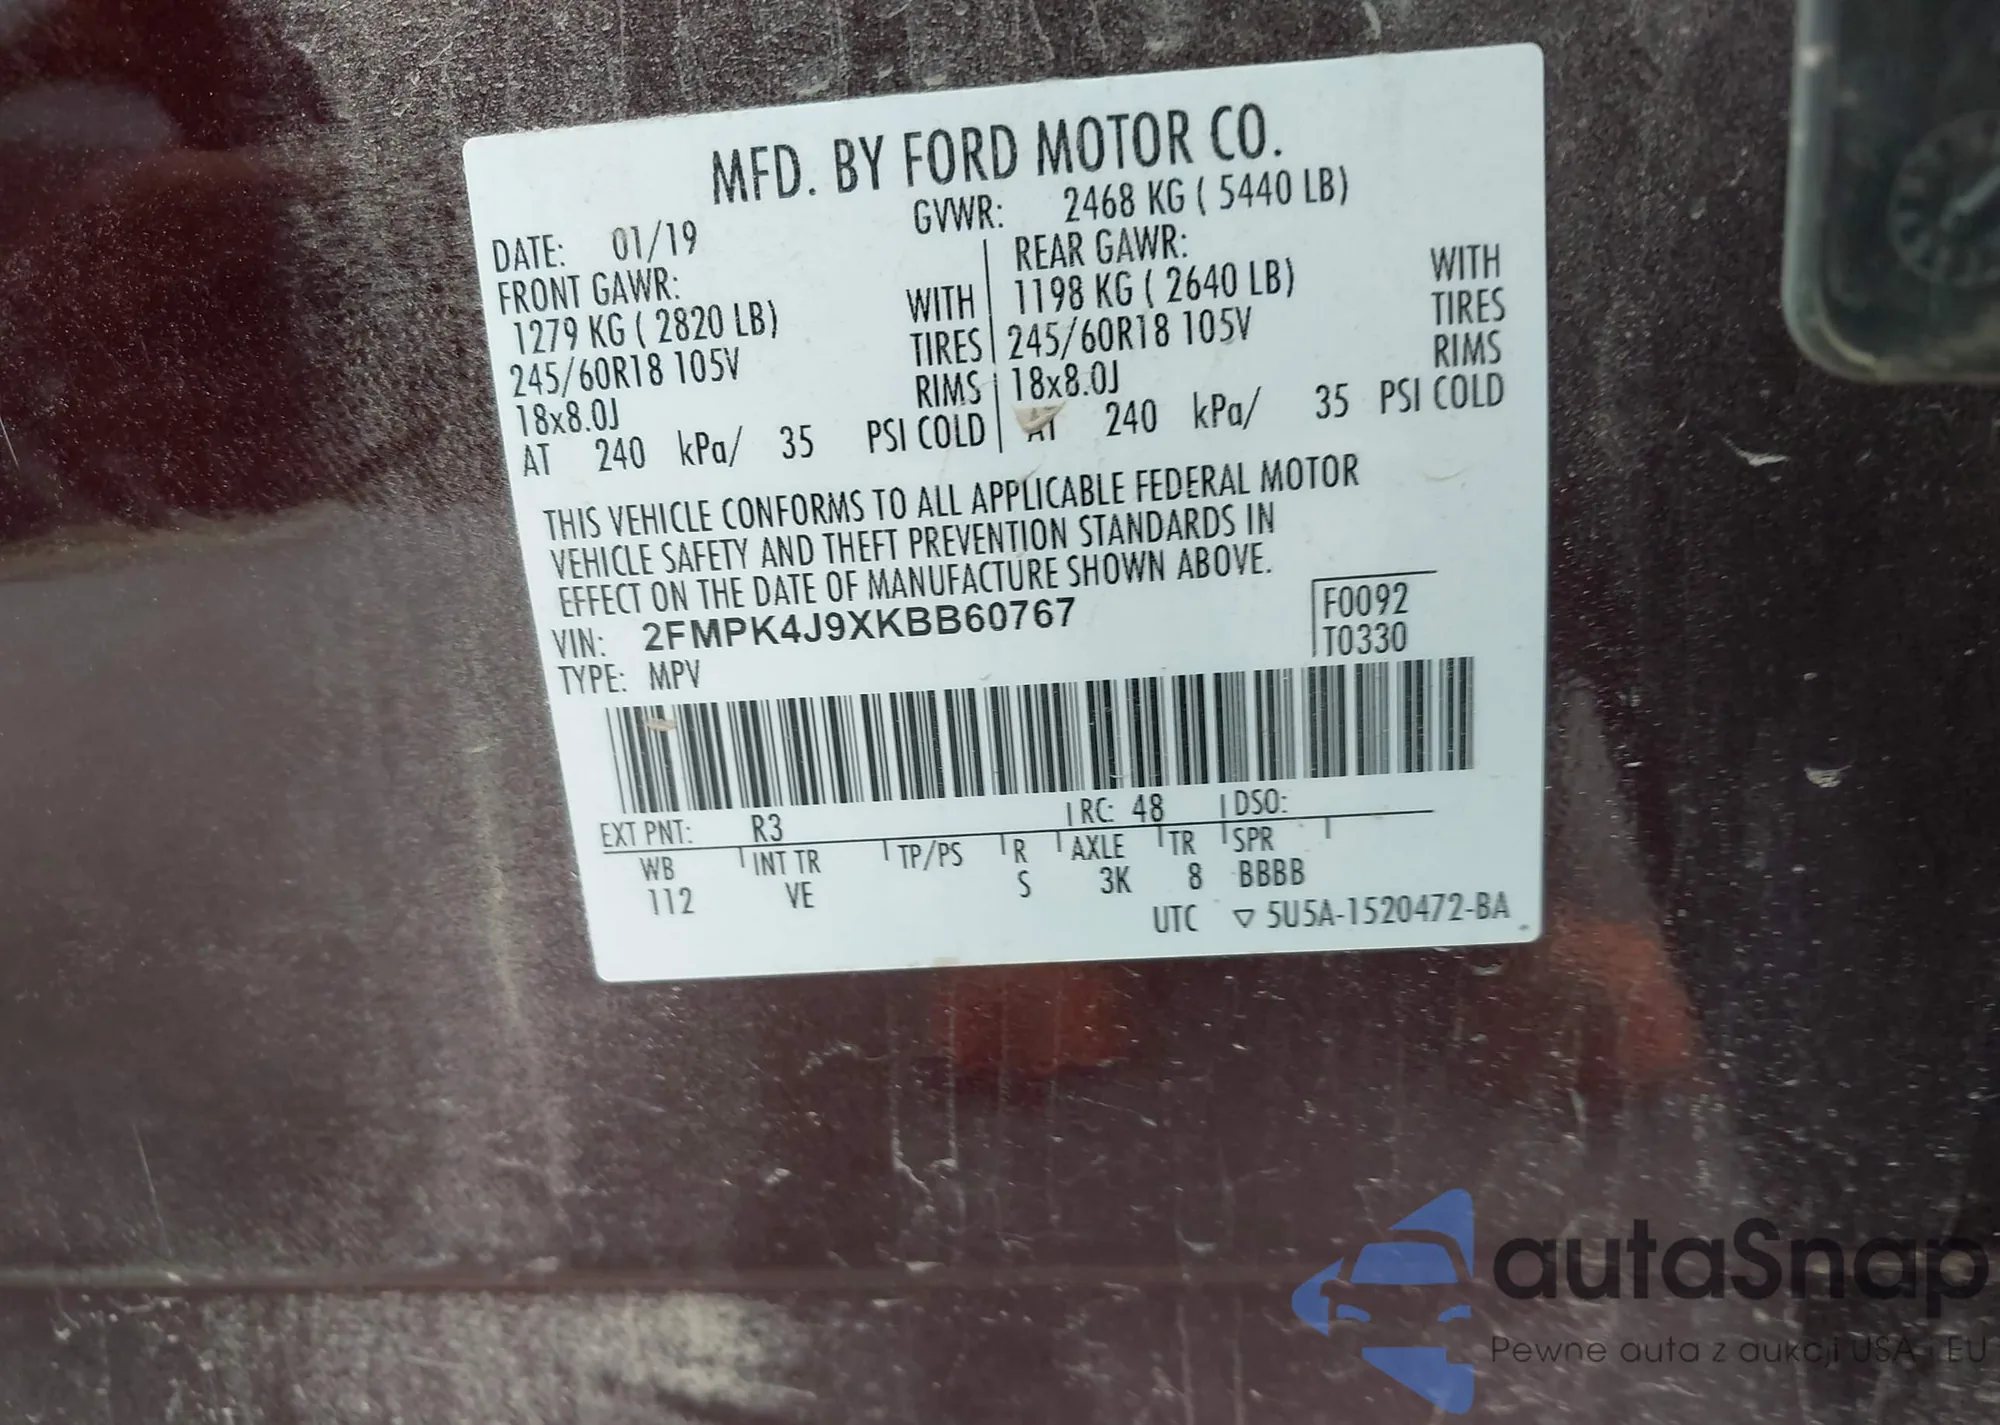 MFD. BY FORD MOTOR CO.
DATE: 01/19 GVWR: 2468 KG ( 5440 LB)
FRONT GAWR: REAR GAWR:
1279 KG ( 2820 LB) WITH 1198 KG ( 2640 LB) WITH
245/60R18 105V TIRES 245/60R18 105V TIRES
18x8.0J RIMS 18x8.0J RIMS
AT 240 kPa/ 35 PSI COLD AT 240 kPa/ 35 PSI COLD
THIS VEHICLE CONFORMS TO ALL APPLICABLE FEDERAL MOTOR
VEHICLE SAFETY AND THEFT PREVENTION STANDARDS IN
EFFECT ON THE DATE OF MANUFACTURE SHOWN ABOVE.
VIN: 2FMPK4J9XKBB60767 F0092
TYPE: MPV T0330
EXT PNT: R3 RC: 48 DSO:
WB INT TR TP/PS R AXLE TR SPR
112 VE S 3K 8 BBBB
UTC ▽ 5U5A-1520472-BA
autaSnap
Pewne auta z aukcji USA i EU